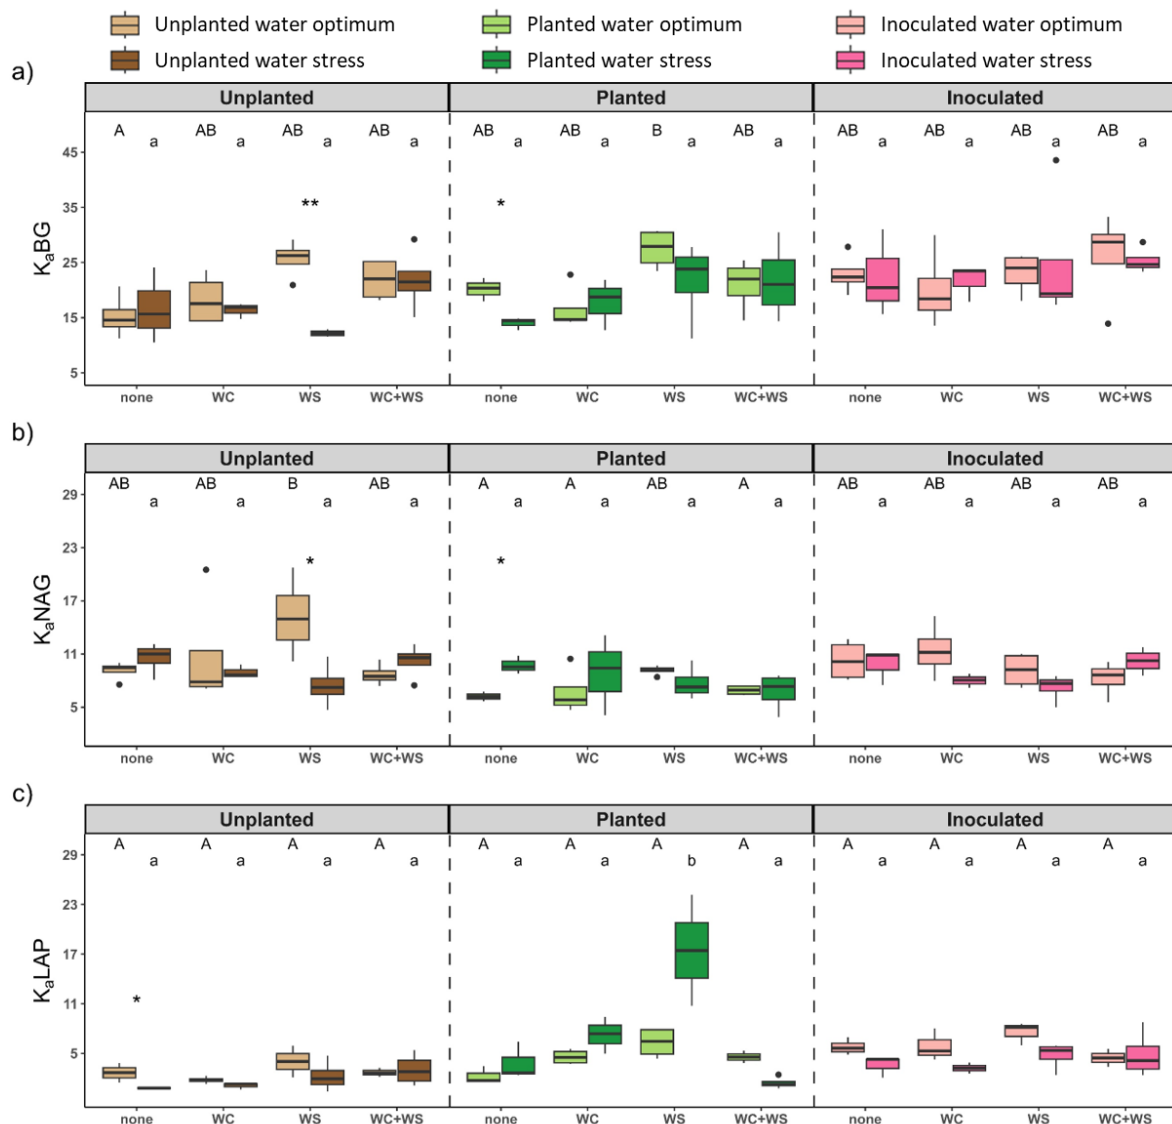 Unplanted water optimum Planted water optimum Inoculated water optimum
Unplanted water stress Planted water stress Inoculated water stress
a)
Unplanted Planted Inoculated
A AB AB AB AB AB B AB AB AB AB AB
a a a a a a a a a a a a
45
35
25
15
5
** *
KaBG
none WC WS WC+WS none WC WS WC+WS none WC WS WC+WS
b)
Unplanted Planted Inoculated
AB AB B AB A A AB A AB AB AB AB
a a a a a a a a a a a a
29
23
17
11
5
* *
KaNAG
none WC WS WC+WS none WC WS WC+WS none WC WS WC+WS
c)
Unplanted Planted Inoculated
A A A A A A A A A A A A
a a a a a a b a a a a a
29
23
17
11
5
*
KaLAP
none WC WS WC+WS none WC WS WC+WS none WC WS WC+WS